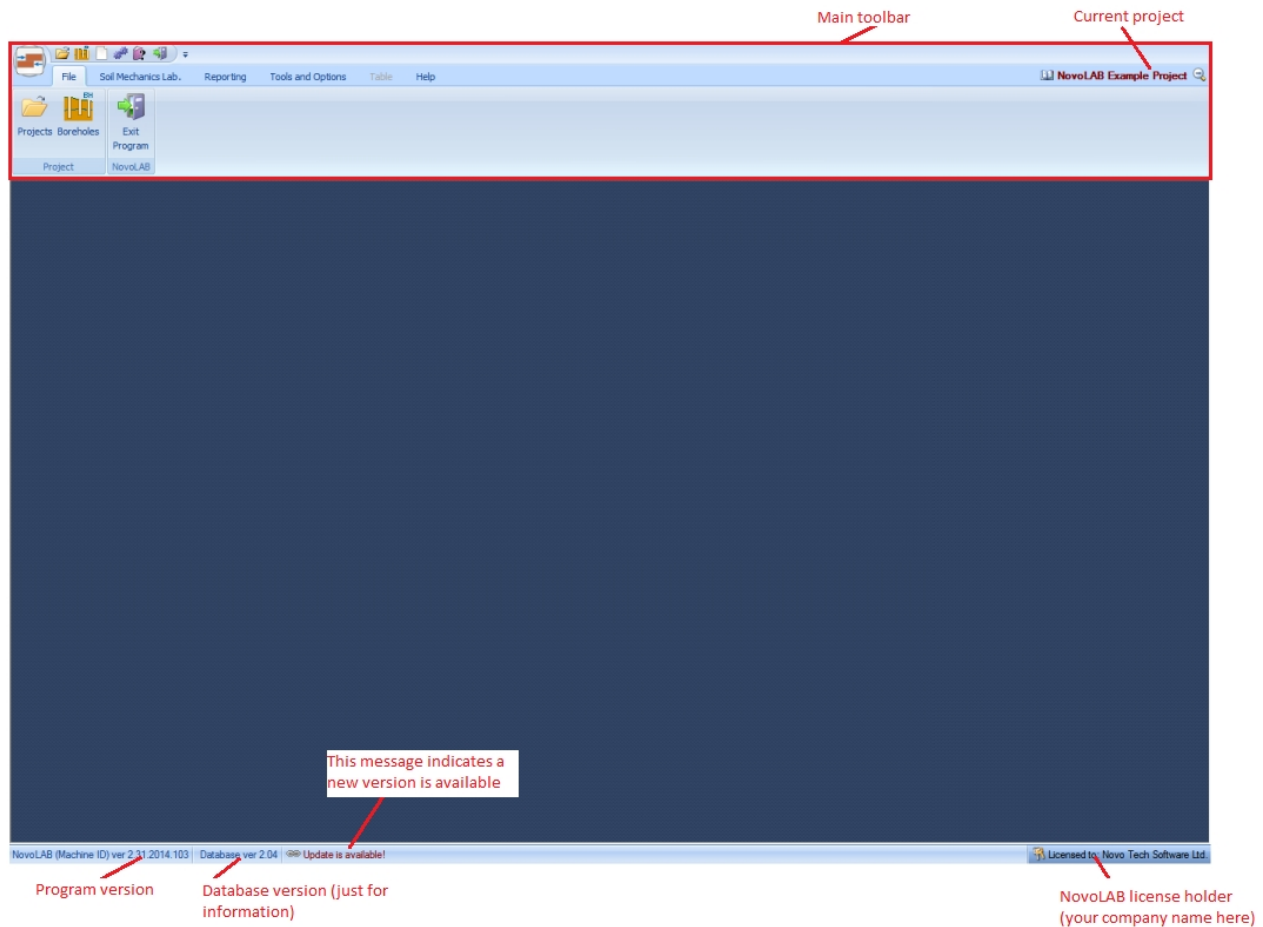 Main toolbar
Current project
File Soil Mechanics Lab. Reporting Tools and Options Table Help
NovoLAB Example Project
BH
Projects Boreholes Exit
Program
Project NovoLAB
This message indicates a
new version is available
NovoLAB (Machine ID) ver 2.31.2014.103 Database ver 2.04 Update is available! Licensed to: Novo Tech Software Ltd.
Program version
Database version (just for
information)
NovoLAB license holder
(your company name here)